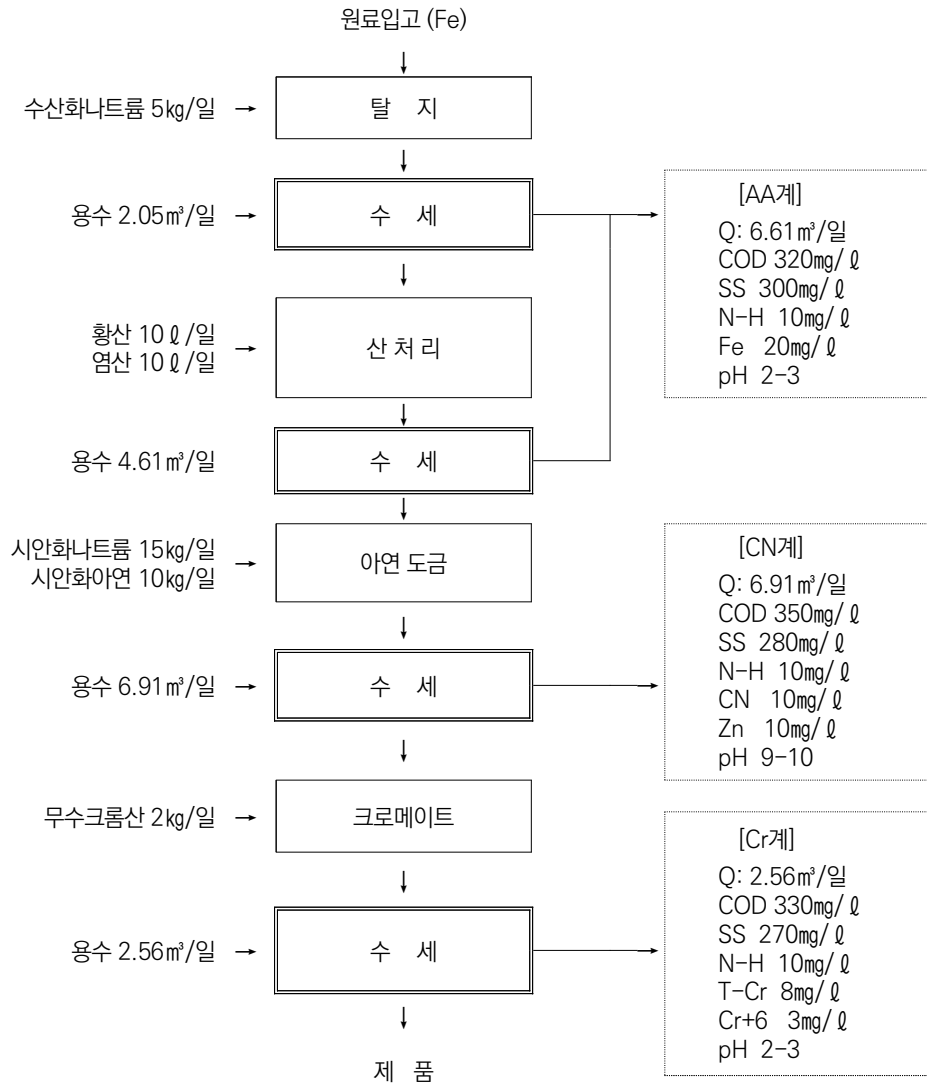 원료입고 (Fe)
수산화나트륨 5㎏/일 →
탈 지
용수 2.05㎥/일 →
수 세
황산 10ℓ/일
염산 10ℓ/일
→
산 처 리
용수 4.61㎥/일
수 세
[AA계]
Q: 6.61㎥/일
COD 320㎎/ℓ
SS 300㎎/ℓ
N-H 10㎎/ℓ
Fe 20㎎/ℓ
pH 2-3
시안화나트륨 15㎏/일
시안화아연 10㎏/일
→
아연 도금
용수 6.91㎥/일 →
수 세
[CN계]
Q: 6.91㎥/일
COD 350㎎/ℓ
SS 280㎎/ℓ
N-H 10㎎/ℓ
CN 10㎎/ℓ
Zn 10㎎/ℓ
pH 9-10
무수크롬산 2㎏/일 →
크로메이트
용수 2.56㎥/일 →
수 세
[Cr계]
Q: 2.56㎥/일
COD 330㎎/ℓ
SS 270㎎/ℓ
N-H 10㎎/ℓ
T-Cr 8㎎/ℓ
Cr+6 3㎎/ℓ
pH 2-3
제 품